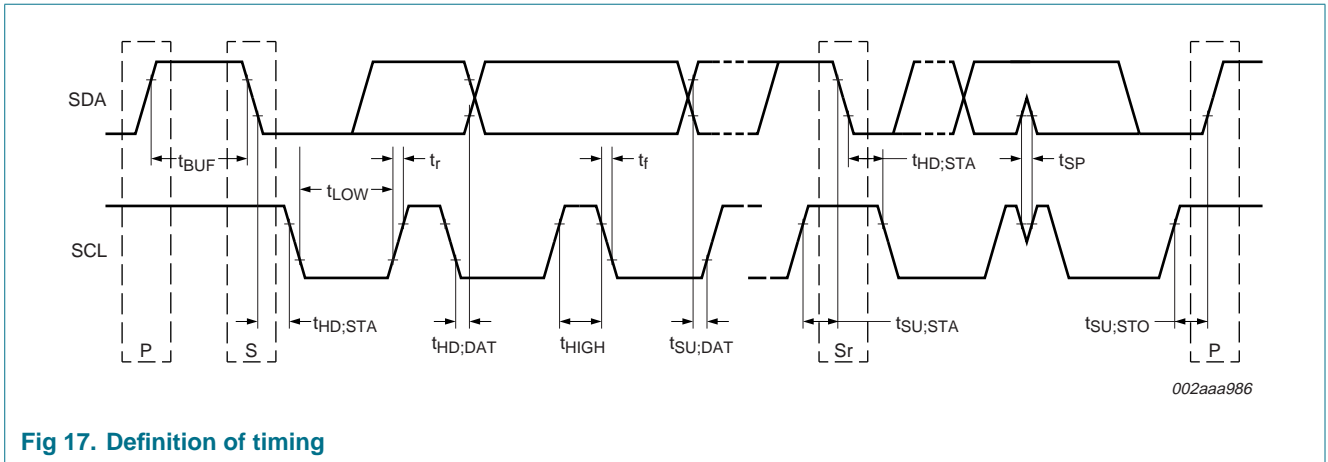 SDA
tBUF
tLOW
tr
tf
tHD;STA
tSP
SCL
tHD;STA
tHD;DAT
tHIGH
tSU;DAT
tSU;STA
tSU;STO
P
S
Sr
P
002aaa986
Fig 17. Definition of timing